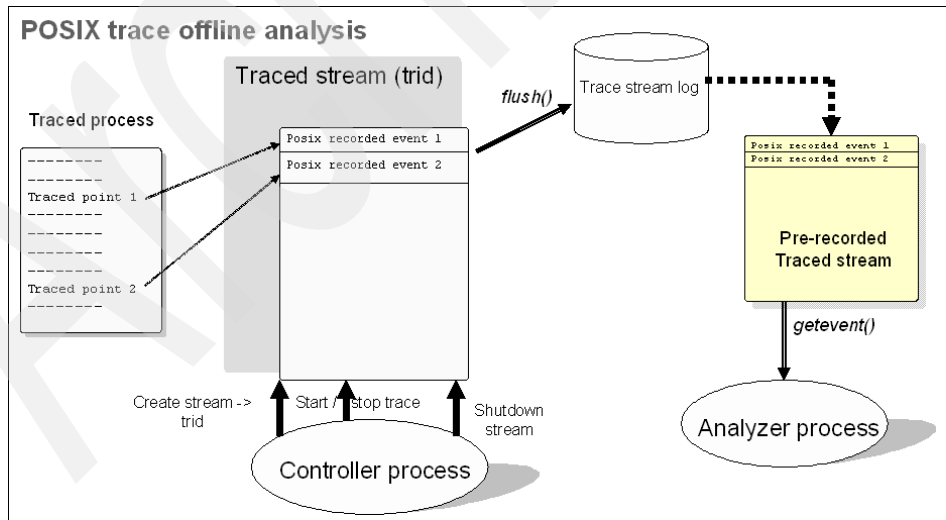 POSIX trace offline analysis
Traced stream (trid)
Traced process
---------
---------
Traced point 1
---------
---------
---------
---------
Traced point 2
---------
Posix recorded event 1
Posix recorded event 2
flush()
Trace stream log
Posix recorded event 1
Posix recorded event 2
Pre-recorded
Traced stream
getevent()
Analyzer process
Create stream ->
trid
Start / stop trace
Shutdown
stream
Controller process